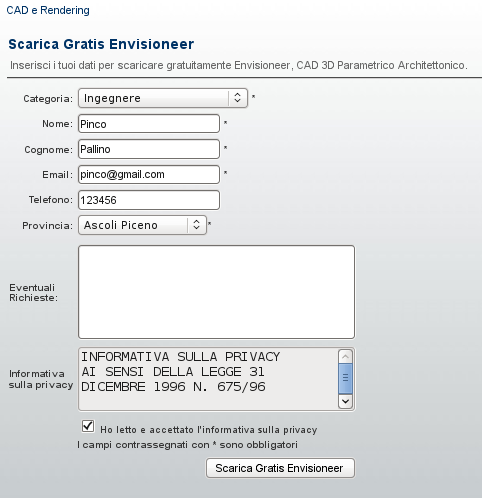 CAD e Rendering
Scarica Gratis Envisioneer
Inserisci i tuoi dati per scaricare gratuitamente Envisioneer, CAD 3D Parametrico Architettonico.
Categoria: Ingegnere *
Nome: Pinco *
Cognome: Pallino *
Email: pinco@gmail.com *
Telefono: 123456
Provincia: Ascoli Piceno *
Eventuali
Richieste:
Informativa
sulla privacy
INFORMATIVA SULLA PRIVACY
AI SENSI DELLA LEGGE 31
DICEMBRE 1996 N. 675/96
Ho letto e accettato l'informativa sulla privacy
I campi contrassegnati con * sono obbligatori
Scarica Gratis Envisioneer